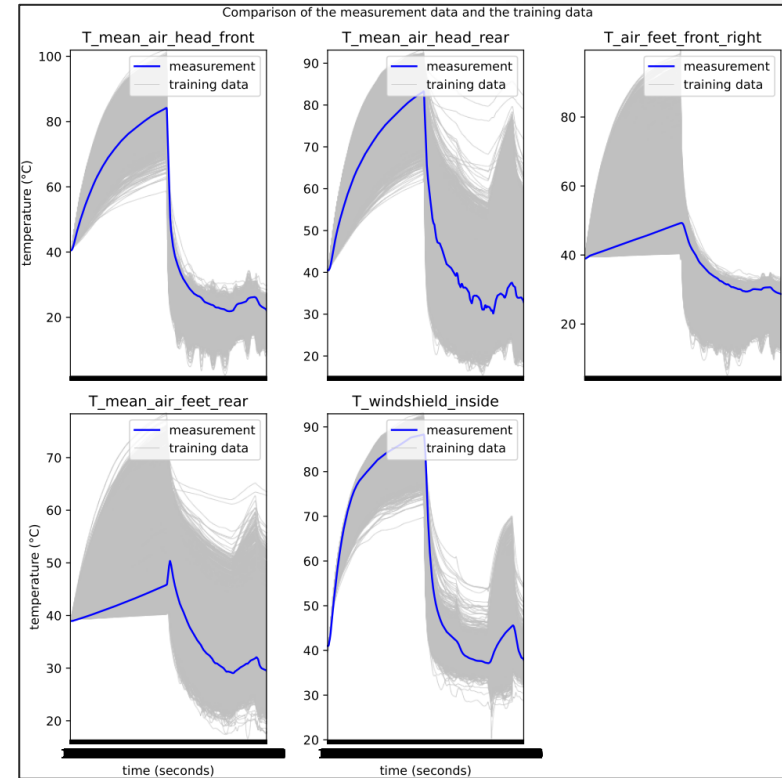 Comparison of the measurement data and the training data
T_mean_air_head_front
T_mean_air_head_rear
T_air_feet_front_right
measurement
training data
measurement
training data
measurement
training data
temperature (°C)
100
80
60
40
20
90
80
70
60
50
40
30
20
80
60
40
20
T_mean_air_feet_rear
T_windshield_inside
measurement
training data
measurement
training data
temperature (°C)
70
60
50
40
30
20
90
80
70
60
50
40
30
20
time (seconds)
time (seconds)